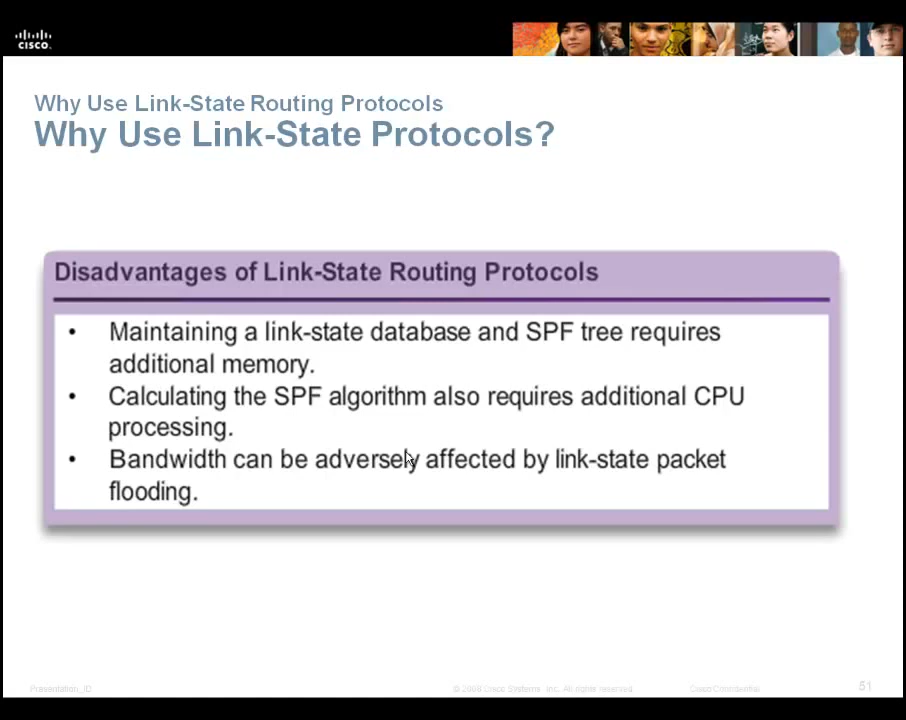 CISCO.
Why Use Link-State Routing Protocols
Why Use Link-State Protocols?
Disadvantages of Link-State Routing Protocols
• Maintaining a link-state database and SPF tree requires
additional memory.
• Calculating the SPF algorithm also requires additional CPU
processing.
• Bandwidth can be adversely affected by link-state packet
flooding.
Presentation_ID
© 2008 Cisco Systems, Inc. All rights reserved.
Cisco Confidential
51